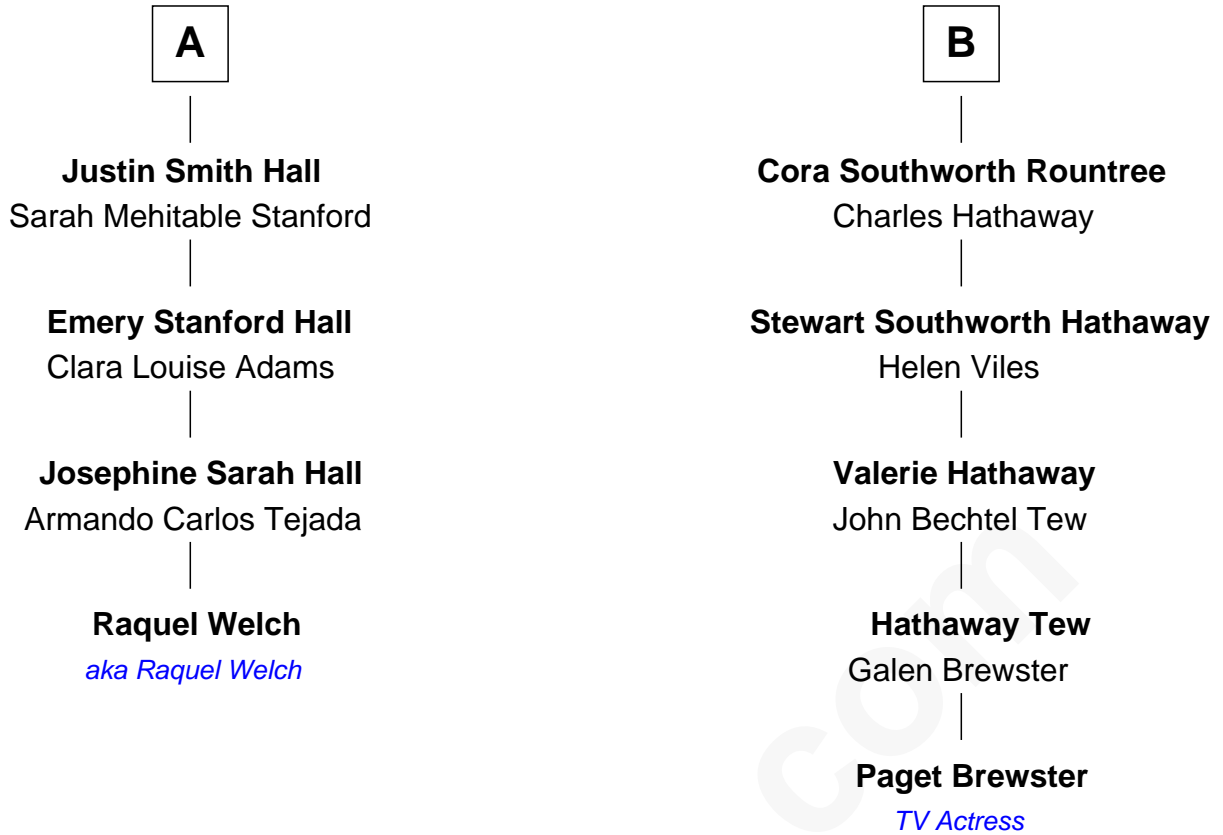 A
Justin Smith Hall
Sarah Mehitable Stanford
Emery Stanford Hall
Clara Louise Adams
Josephine Sarah Hall
Armando Carlos Tejada
Raquel Welch
aka Raquel Welch
B
Cora Southworth Rountree
Charles Hathaway
Stewart Southworth Hathaway
Helen Viles
Valerie Hathaway
John Bechtel Tew
Hathaway Tew
Galen Brewster
Paget Brewster
TV Actress
com